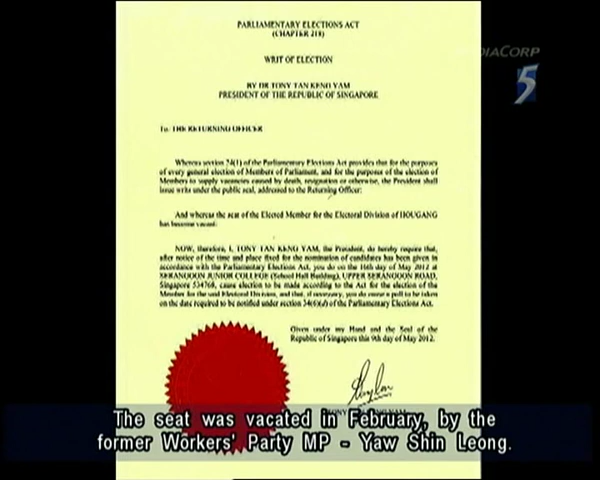 PARLIAMENTARY ELECTIONS ACT
(CHAPTER 218)
WRIT OF ELECTION
BY DR TONY TAN KENG YAM
PRESIDENT OF THE REPUBLIC OF SINGAPORE
To: THE RETURNING OFFICER
Whereas section 24(1) of the Parliamentary Elections Act provides that for the purposes
of every general election of Members of Parliament, and for the purposes of the election of
Members to supply vacancies caused by death, resignation or otherwise, the President shall
issue writs under the public seal, addressed to the Returning Officer:
And whereas the seat of the Elected Member for the Electoral Division of HOUGANG
has become vacant:
NOW, therefore, I, TONY TAN KENG YAM, the President, do hereby require that,
after notice of the time and place fixed for the nomination of candidates has been given in
accordance with the Parliamentary Elections Act, you do on the 16th day of May 2012 at
SERANGOON JUNIOR COLLEGE (School Hall Building), UPPER SERANGOON ROAD,
Singapore 534768, cause election to be made according to the Act for the election of the
Member for the said Electoral Division, and that, if necessary, you do cause a poll to be taken
on the date required to be notified under section 34(6)(d) of the Parliamentary Elections Act.
Given under my Hand and the Seal of the
Republic of Singapore this 9th day of May 2012.
DIACORP
5
The seat was vacated in February, by the
former Workers' Party MP - Yaw Shin Leong.